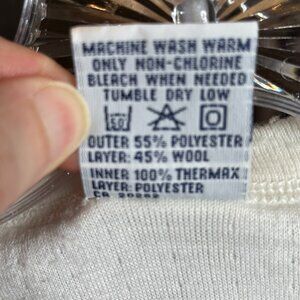 MACHINE WASH WARM
ONLY NON-CHLORINE
BLEACH WHEN NEEDED
TUMBLE DRY LOW
OUTER 55% POLYESTER
LAYER: 45% WOOL
INNER 100% THERMAX
LAYER: POLYESTER
CA